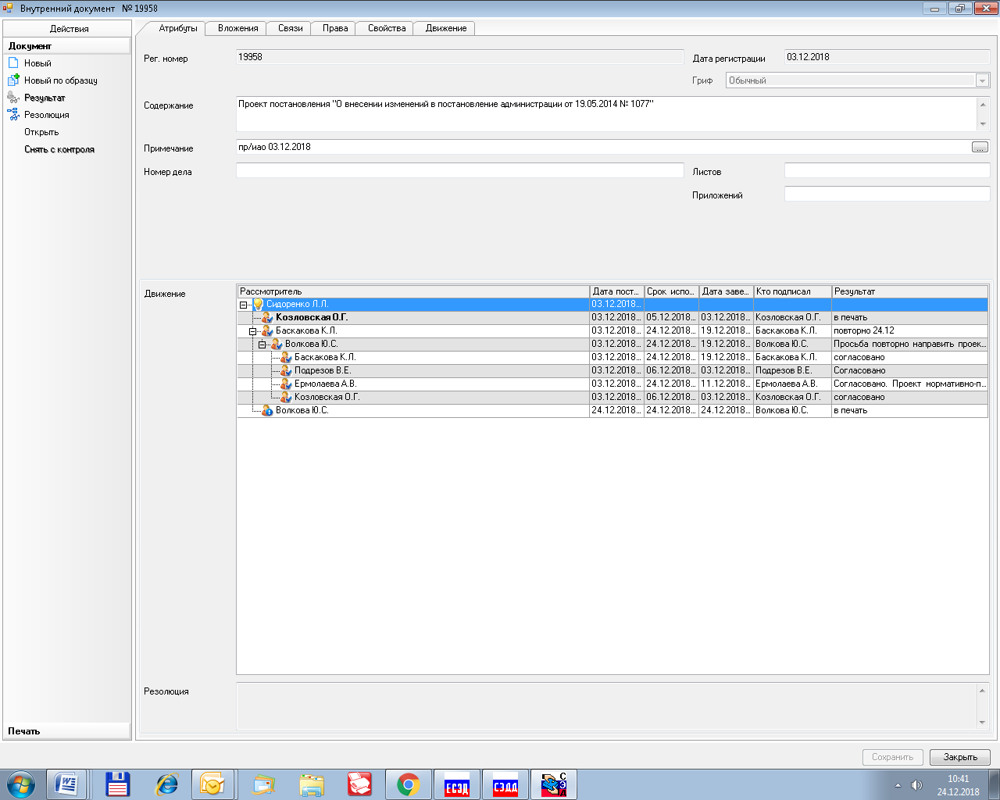 Внутренний документ № 19958
Действия
Документ
Новый
Новый по образцу
Результат
Резолюция
Открыть
Снять с контроля
Печать
Атрибуты Вложения Связи Права Свойства Движение
Рег. номер 19958 Дата регистрации 03.12.2018
Гриф Обычный
Содержание Проект постановления "О внесении изменений в постановление администрации от 19.05.2014 № 1077"
Примечание пр/иао 03.12.2018 ...
Номер дела Листов
Приложений
Движение
Рассмотритель Дата пост... Срок испо... Дата заве... Кто подписал Результат
Сидоренко Л.Л. 03.12.2018...
Козловская О.Г. 03.12.2018... 05.12.2018... 03.12.2018... Козловская О.Г. в печать
Баскакова К.Л. 03.12.2018... 24.12.2018... 19.12.2018... Баскакова К.Л. повторно 24.12
Волкова Ю.С. 03.12.2018... 24.12.2018... 19.12.2018... Волкова Ю.С. Просьба повторно направить проек...
Баскакова К.Л. 03.12.2018... 24.12.2018... 19.12.2018... Баскакова К.Л. согласовано
Подрезов В.Е. 03.12.2018... 06.12.2018... 03.12.2018... Подрезов В.Е. Согласовано
Ермолаева А.В. 03.12.2018... 24.12.2018... 11.12.2018... Ермолаева А.В. Согласовано. Проект нормативно-п...
Козловская О.Г. 03.12.2018... 06.12.2018... 03.12.2018... Козловская О.Г. согласовано
Волкова Ю.С. 24.12.2018... 24.12.2018... 24.12.2018... Волкова Ю.С. в печать
Резолюция
Сохранить Закрыть
ЕСЭД СЭДД СЭД
10:41
24.12.2018